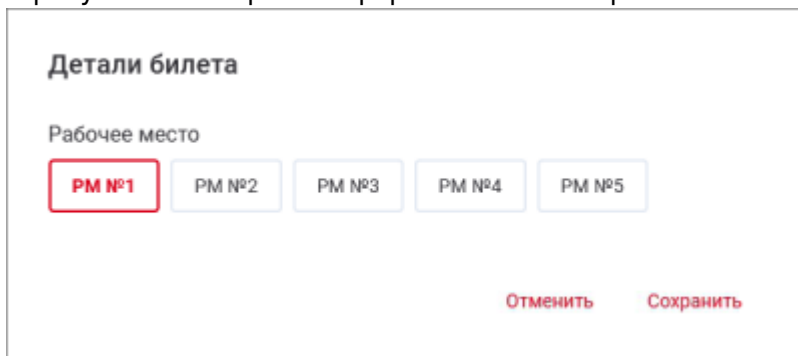 Детали билета
Рабочее место
РМ №1 РМ №2 РМ №3 РМ №4 РМ №5
Отменить Сохранить